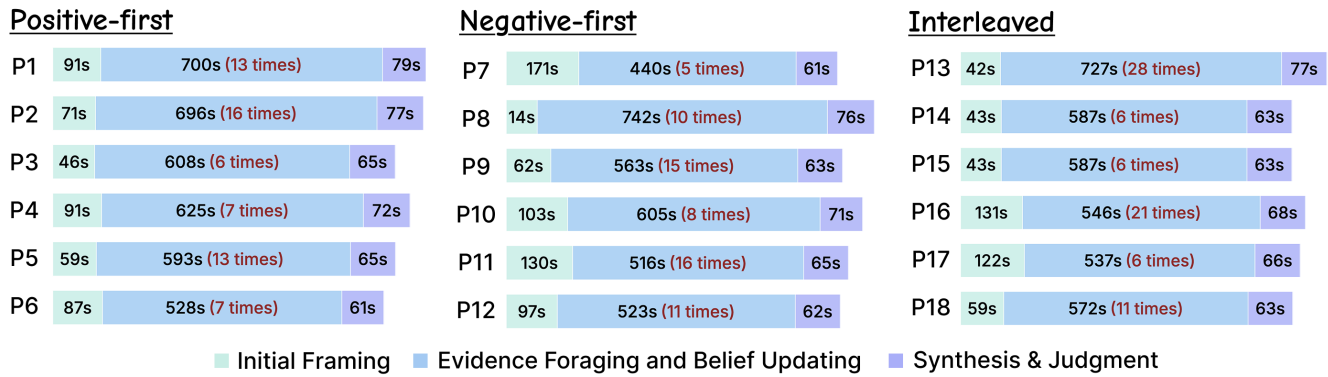 Positive-first
P1 91s 700s (13 times) 79s
P2 71s 696s (16 times) 77s
P3 46s 608s (6 times) 65s
P4 91s 625s (7 times) 72s
P5 59s 593s (13 times) 65s
P6 87s 528s (7 times) 61s
Negative-first
P7 171s 440s (5 times) 61s
P8 14s 742s (10 times) 76s
P9 62s 563s (15 times) 63s
P10 103s 605s (8 times) 71s
P11 130s 516s (16 times) 65s
P12 97s 523s (11 times) 62s
Interleaved
P13 42s 727s (28 times) 77s
P14 43s 587s (6 times) 63s
P15 43s 587s (6 times) 63s
P16 131s 546s (21 times) 68s
P17 122s 537s (6 times) 66s
P18 59s 572s (11 times) 63s
Initial Framing Evidence Foraging and Belief Updating Synthesis & Judgment